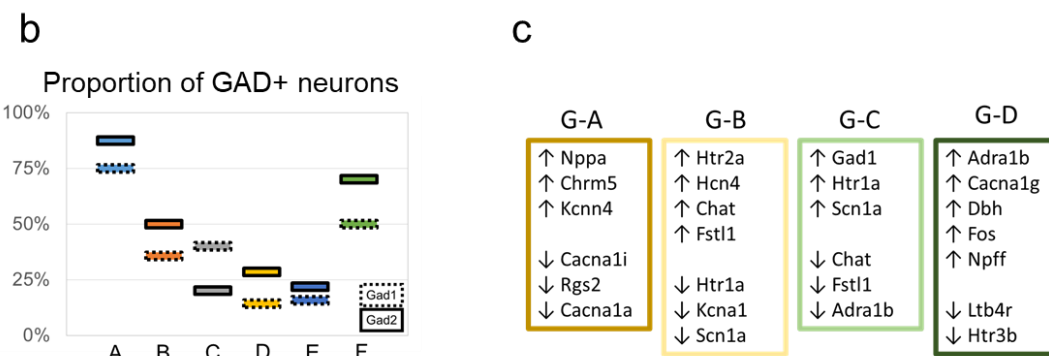 b
Proportion of GAD+ neurons
100%
75%
50%
25%
0%
A B C D E F
Gad1
Gad2
c
G-A
↑ Nppa
↑ Chrm5
↑ Kcnn4
↓ Cacna1i
↓ Rgs2
↓ Cacna1a
G-B
↑ Htr2a
↑ Hcn4
↑ Chat
↑ Fstl1
↓ Htr1a
↓ Kcna1
↓ Scn1a
G-C
↑ Gad1
↑ Htr1a
↑ Scn1a
↓ Chat
↓ Fstl1
↓ Adra1b
G-D
↑ Adra1b
↑ Cacna1g
↑ Dbh
↑ Fos
↑ Npff
↓ Ltb4r
↓ Htr3b